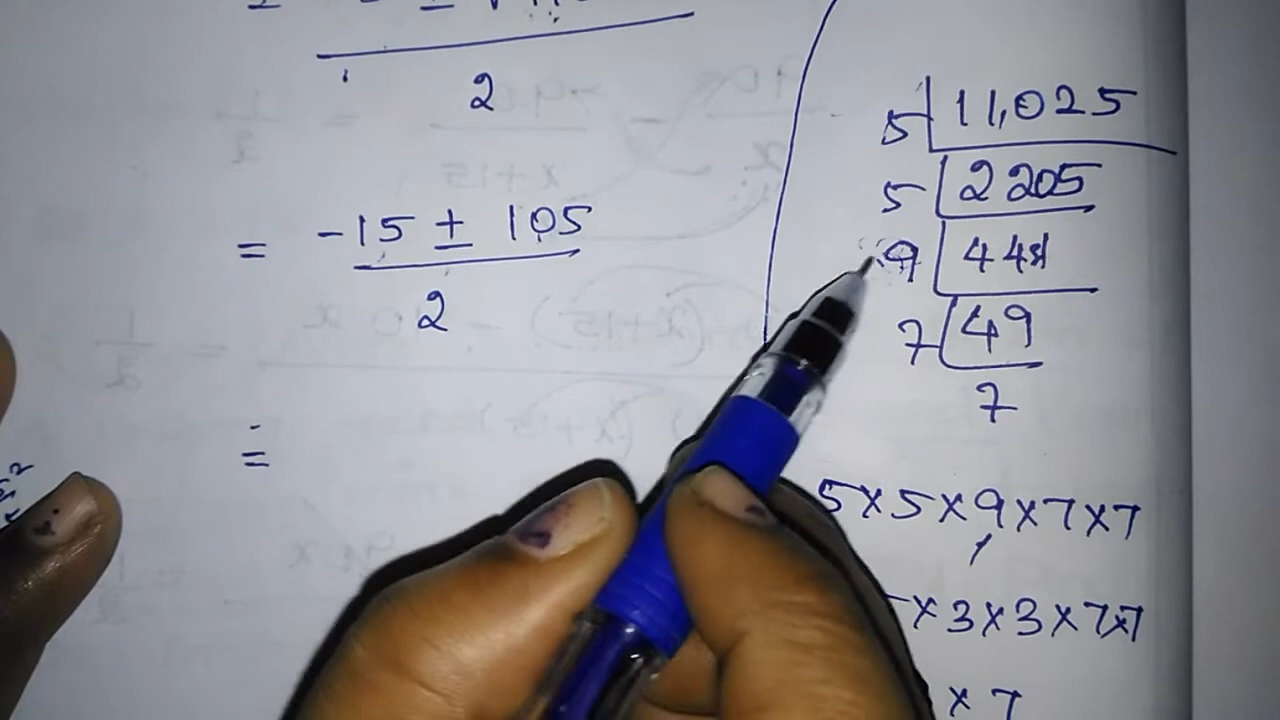 2
= -15 ± 105
2
=
5 | 11,025
5 | 2205
9 | 441
7 | 49
7
5×5×9×7×7
×3×3×7×7
×7